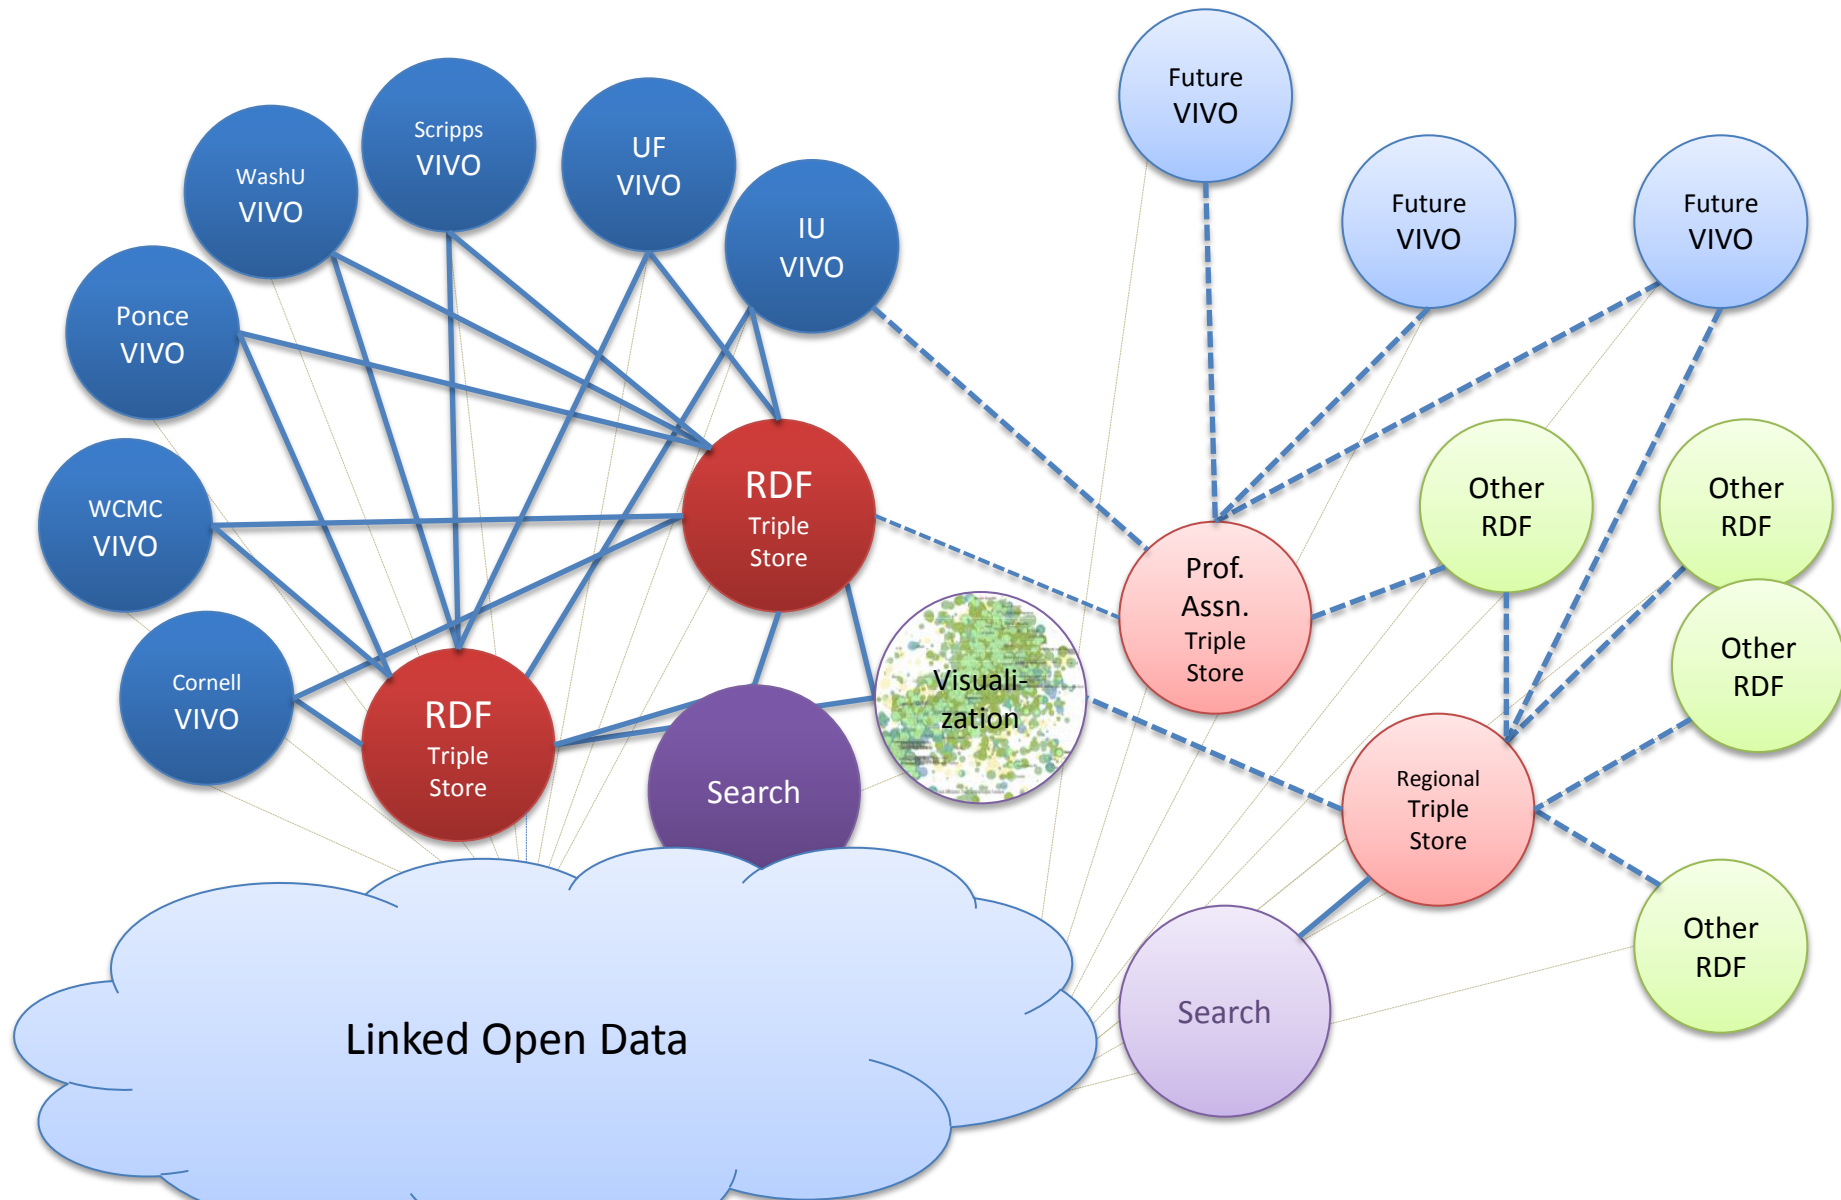 Future
VIVO
Scripps
VIVO
UF
VIVO
WashU
VIVO
IU
VIVO
Future
VIVO
Future
VIVO
Ponce
VIVO
RDF
Triple
Store
WCMC
VIVO
Other
RDF
Other
RDF
Prof.
Assn.
Triple
Store
Other
RDF
Cornell
VIVO
RDF
Triple
Store
Visuali-
zation
Search
Regional
Triple
Store
Other
RDF
Search
Linked Open Data